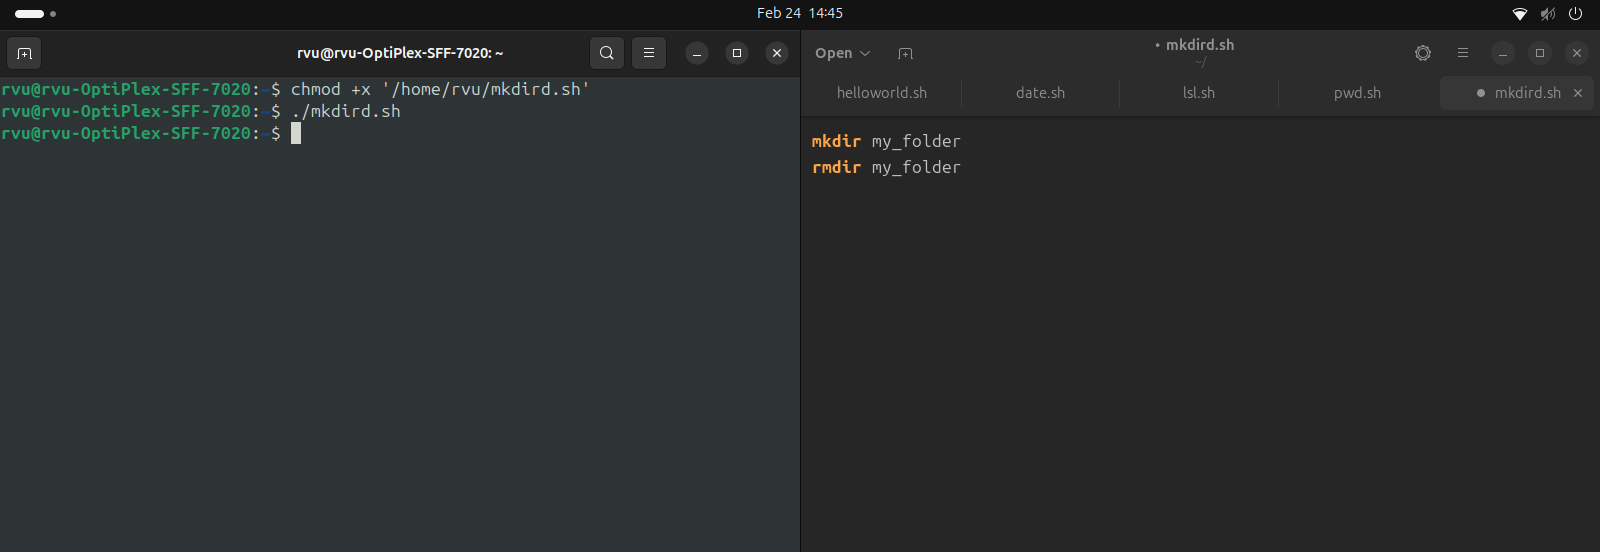 Feb 24 14:45
rvu@rvu-OptiPlex-SFF-7020: ~
rvu@rvu-OptiPlex-SFF-7020:~$ chmod +x '/home/rvu/mkdird.sh'
rvu@rvu-OptiPlex-SFF-7020:~$ ./mkdird.sh
rvu@rvu-OptiPlex-SFF-7020:~$
Open
• mkdird.sh
~/
helloworld.sh date.sh lsl.sh pwd.sh ● mkdird.sh
mkdir my_folder
rmdir my_folder